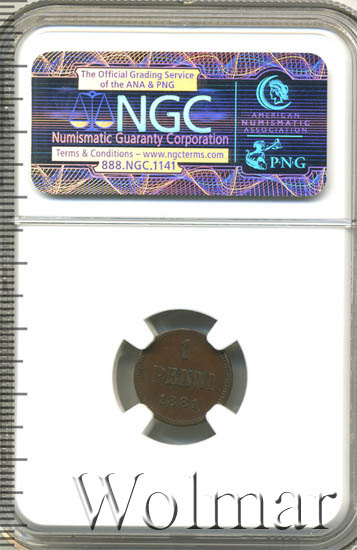 The Official Grading Service
of the ANA & PNG
NGC
Numismatic Guaranty Corporation
Terms & Conditions – www.ngcterms.com
888.NGC.1141
AMERICAN
NUMISMATIC
ASSOCIATION
PNG
1
PENNI
Wolmar